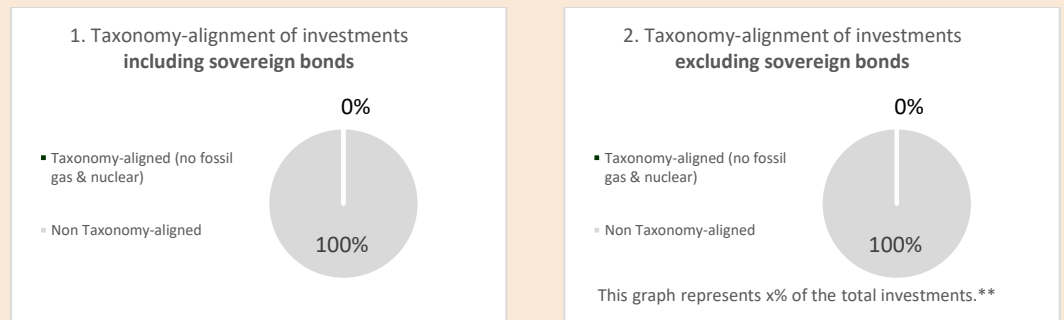 1. Taxonomy-alignment of investments
including sovereign bonds
0%
Taxonomy-aligned (no fossil
gas & nuclear)
Non Taxonomy-aligned
100%
2. Taxonomy-alignment of investments
excluding sovereign bonds
0%
Taxonomy-aligned (no fossil
gas & nuclear)
Non Taxonomy-aligned
100%
This graph represents x% of the total investments.**